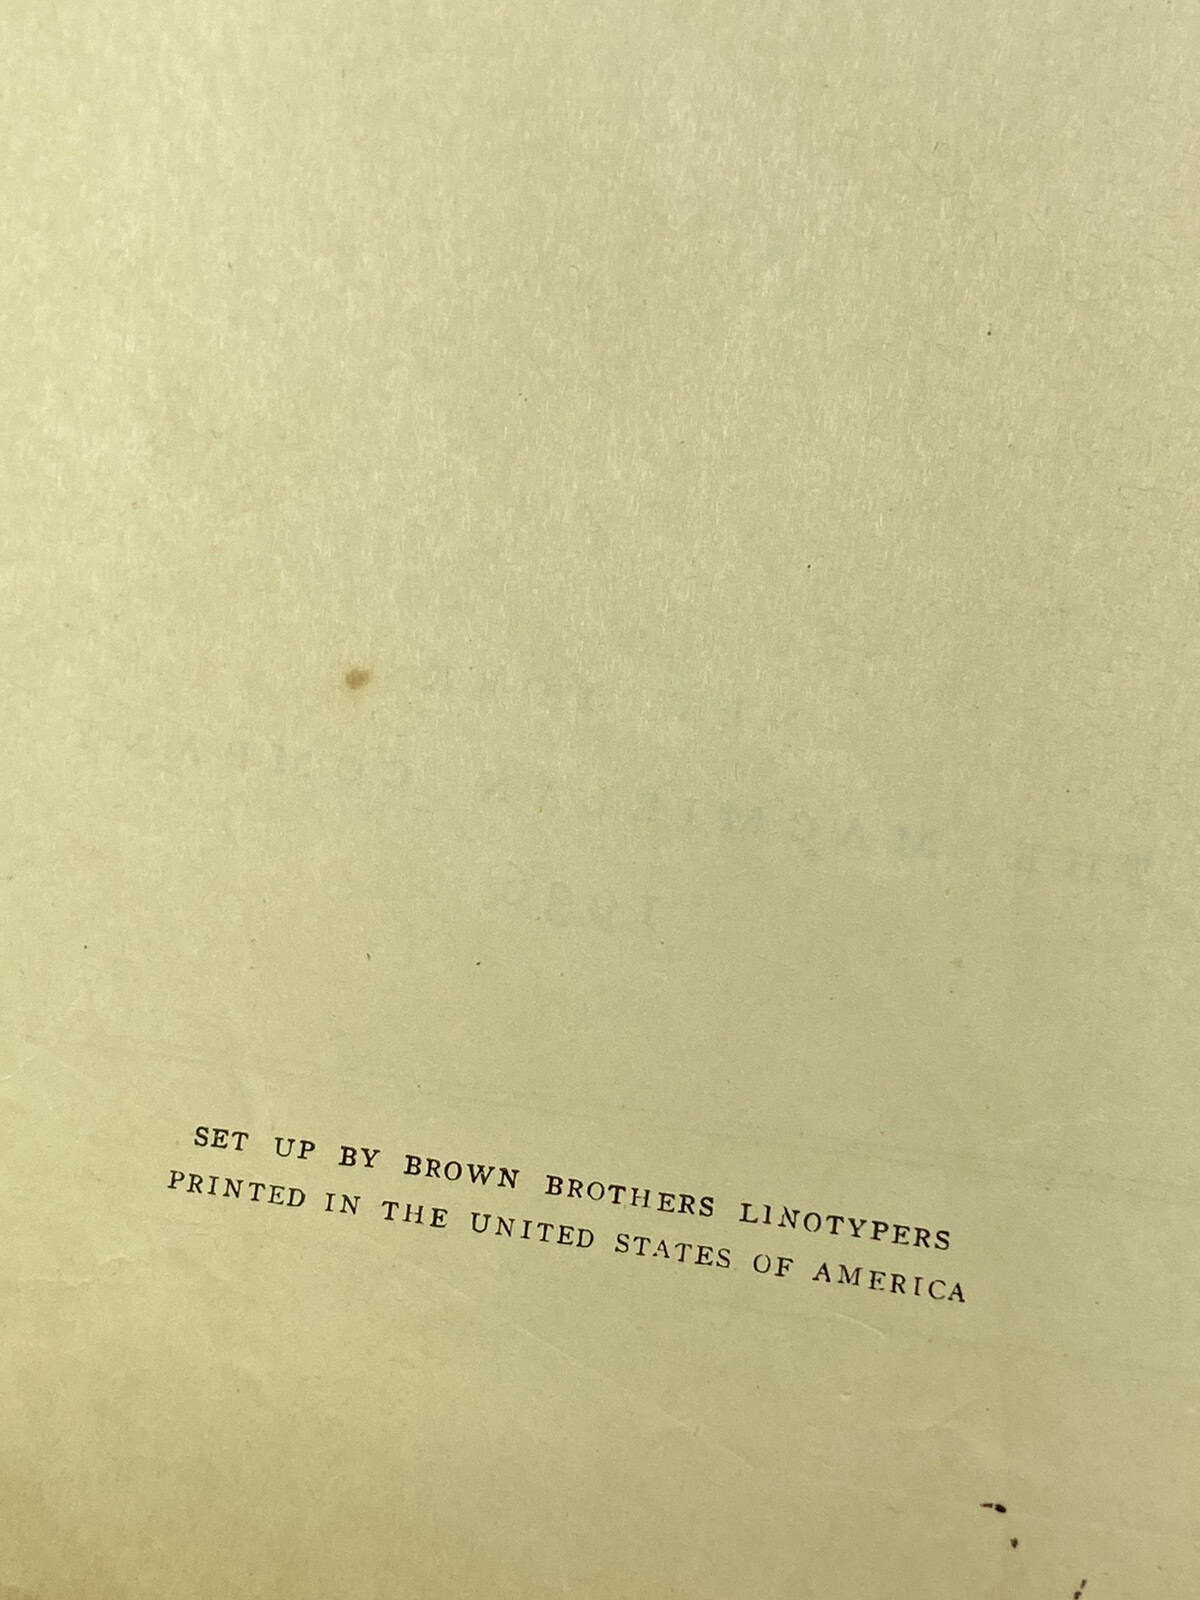 SET UP BY BROWN BROTHERS LINOTYPERS
PRINTED IN THE UNITED STATES OF AMERICA